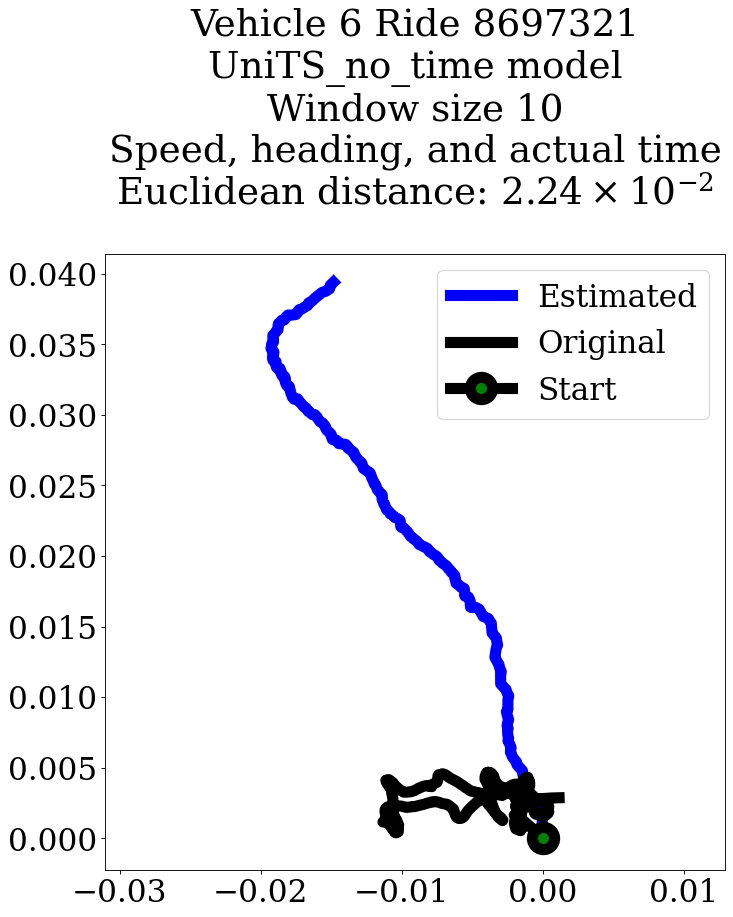 Vehicle 6 Ride 8697321
UniTS_no_time model
Window size 10
Speed, heading, and actual time
Euclidean distance: 2.24 × 10⁻²
Estimated
Original
Start
0.040
0.035
0.030
0.025
0.020
0.015
0.010
0.005
0.000
−0.03 −0.02 −0.01 0.00 0.01